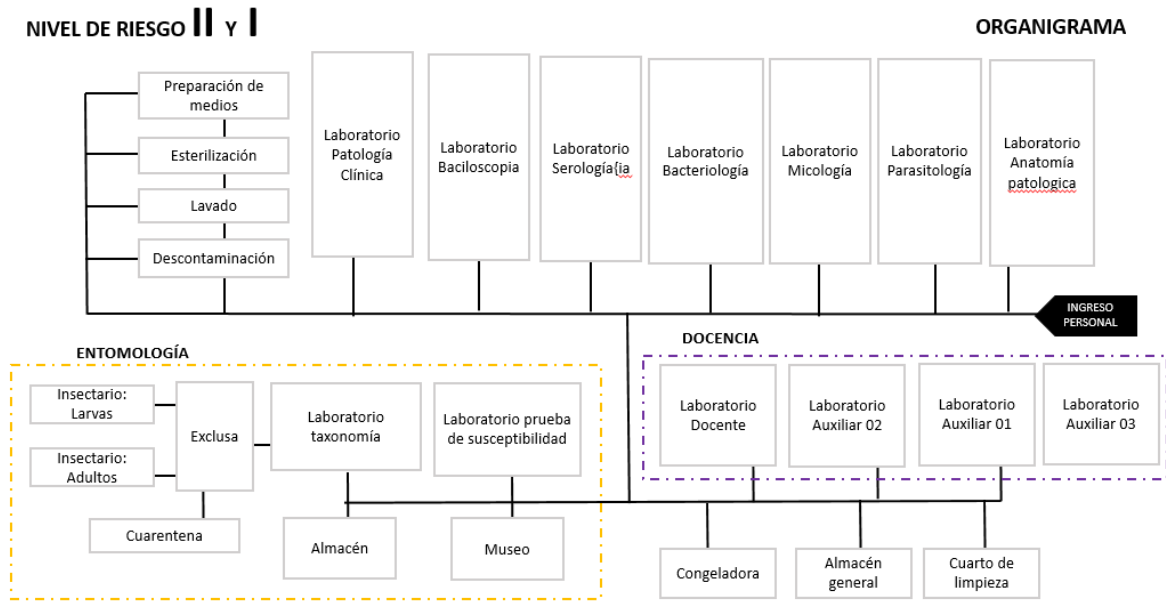 NIVEL DE RIESGO II Y I
ORGANIGRAMA
Preparación de
medios
Esterilización
Lavado
Descontaminación
Laboratorio
Patología
Clínica
Laboratorio
Baciloscopia
Laboratorio
Serología{ia
Laboratorio
Bacteriología
Laboratorio
Micología
Laboratorio
Parasitología
Laboratorio
Anatomía
patologica
INGRESO
PERSONAL
ENTOMOLOGÍA
Insectario:
Larvas
Insectario:
Adultos
Exclusa
Cuarentena
Laboratorio
taxonomía
Laboratorio prueba
de susceptibilidad
Almacén
Museo
DOCENCIA
Laboratorio
Docente
Laboratorio
Auxiliar 02
Laboratorio
Auxiliar 01
Laboratorio
Auxiliar 03
Congeladora
Almacén
general
Cuarto de
limpieza